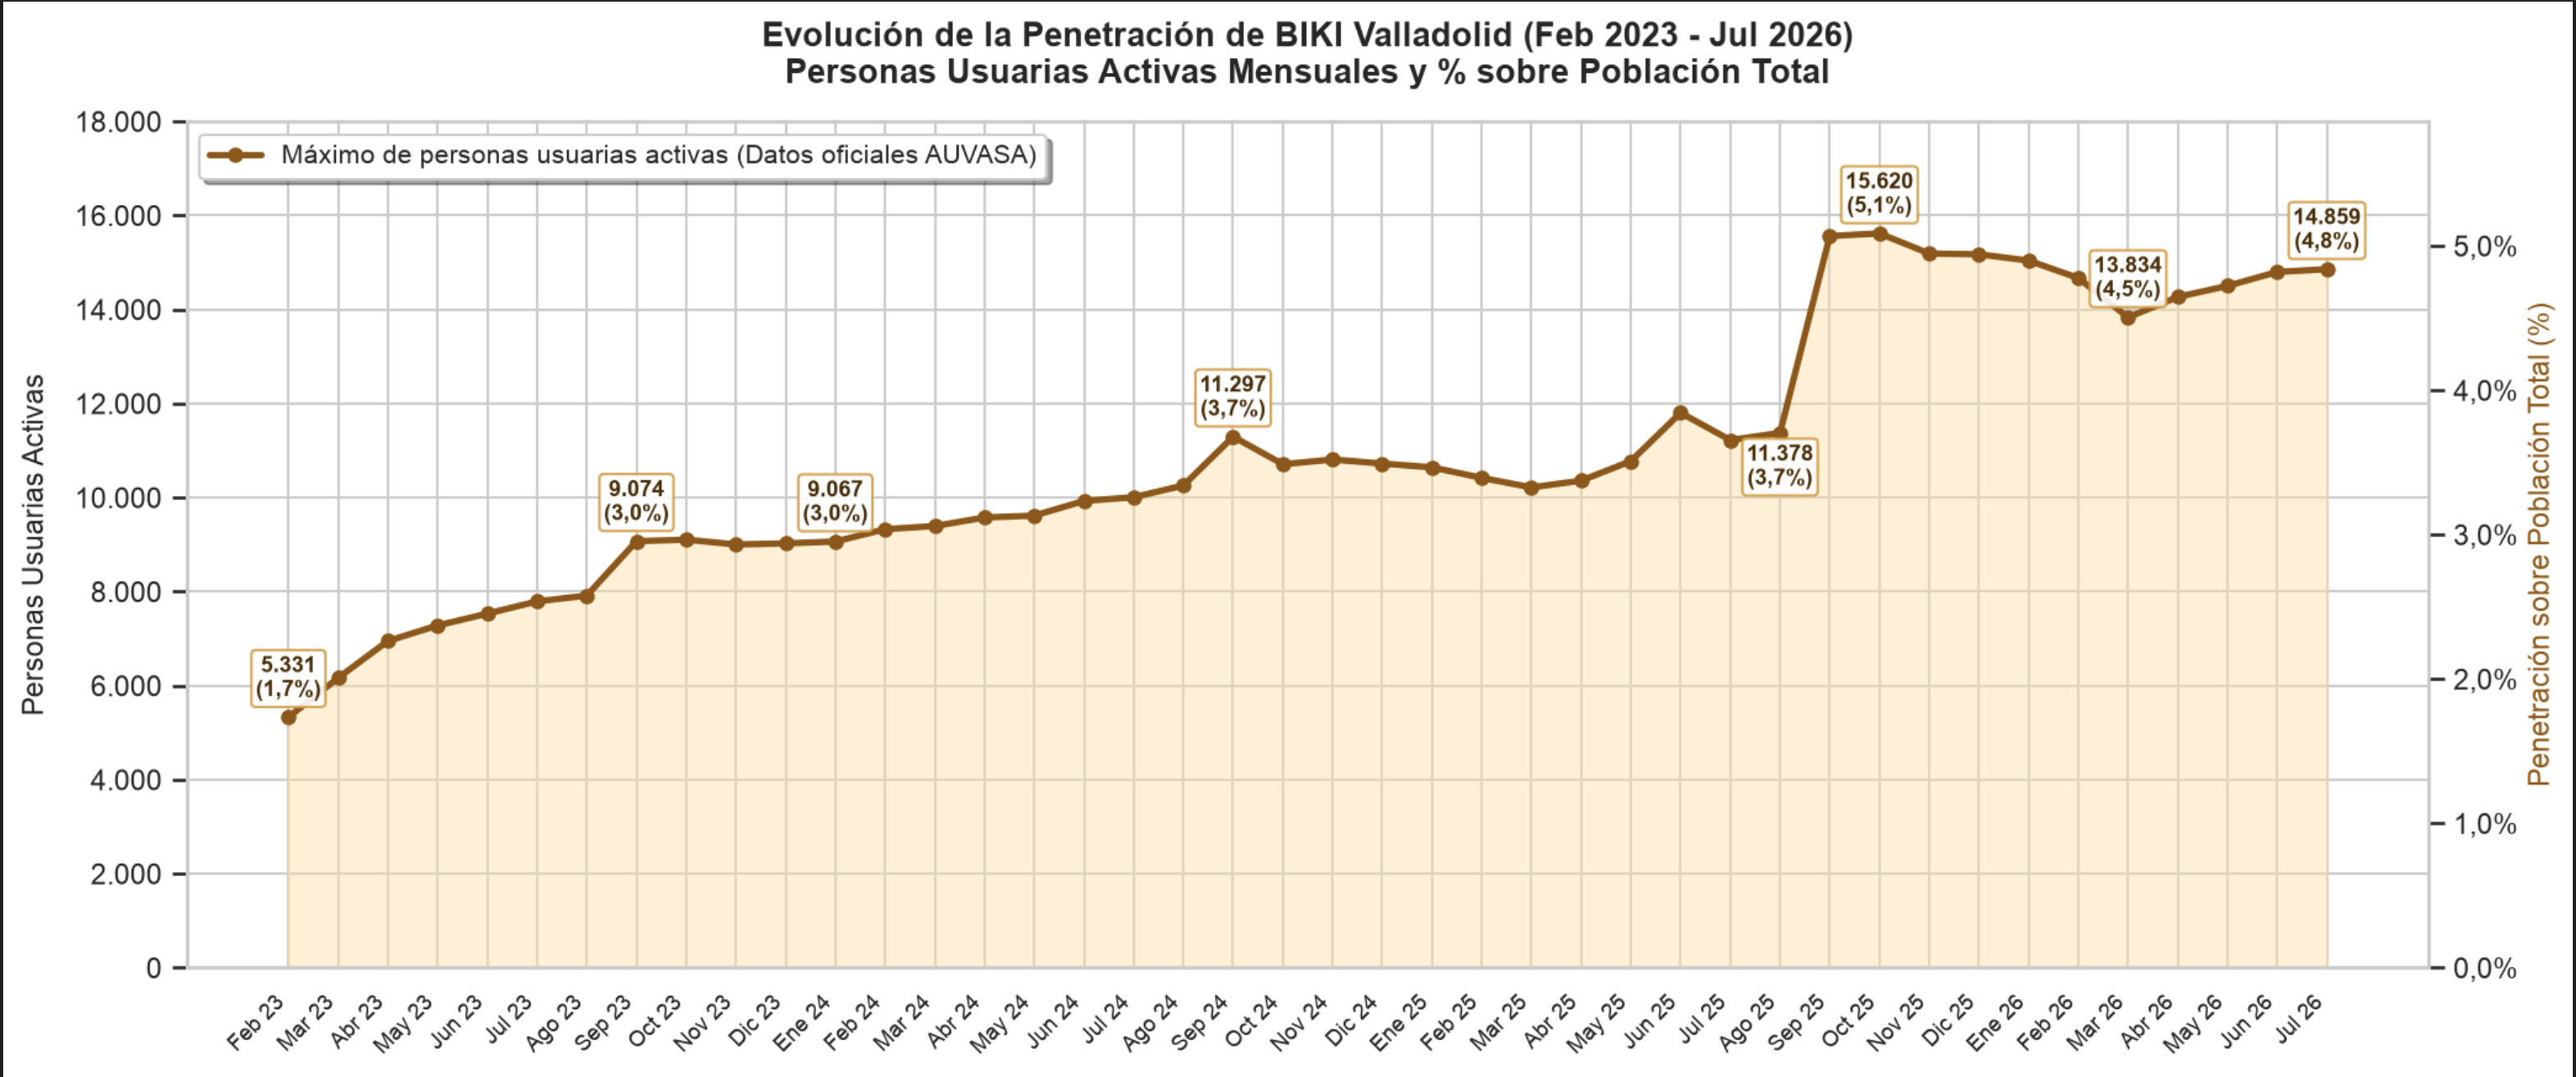 Evolución de la Penetración de BIKI Valladolid (Feb 2023 - Jul 2026)
Personas Usuarias Activas Mensuales y % sobre Población Total
Máximo de personas usuarias activas (Datos oficiales AUVASA)
Personas Usuarias Activas
18.000
16.000
14.000
12.000
10.000
8.000
6.000
4.000
2.000
0
5.331
(1,7%)
9.074
(3,0%)
9.067
(3,0%)
11.297
(3,7%)
11.378
(3,7%)
15.620
(5,1%)
13.834
(4,5%)
14.859
(4,8%)
5,0%
4,0%
3,0%
2,0%
1,0%
0,0%
Penetración sobre Población Total (%)
Feb 23
Mar 23
Abr 23
May 23
Jun 23
Jul 23
Ago 23
Sep 23
Oct 23
Nov 23
Dic 23
Ene 24
Feb 24
Mar 24
Abr 24
May 24
Jun 24
Jul 24
Ago 24
Sep 24
Oct 24
Nov 24
Dic 24
Ene 25
Feb 25
Mar 25
Abr 25
May 25
Jun 25
Jul 25
Ago 25
Sep 25
Oct 25
Nov 25
Dic 25
Ene 26
Feb 26
Mar 26
Abr 26
May 26
Jun 26
Jul 26